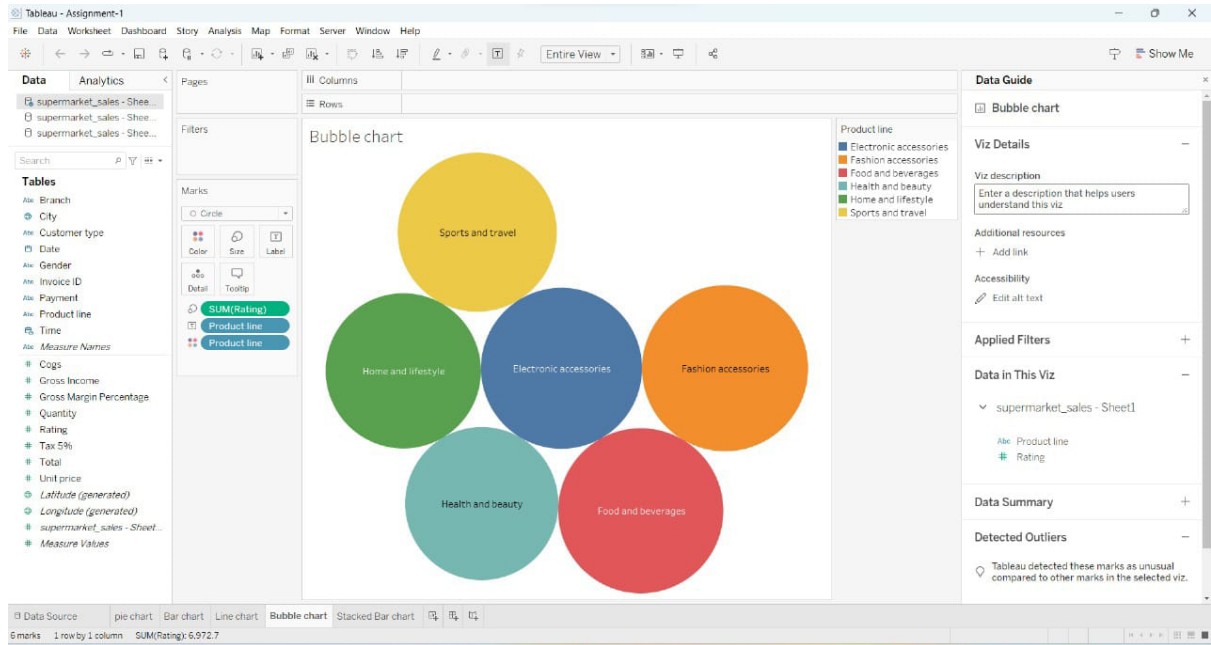 Tableau - Assignment-1
File Data Worksheet Dashboard Story Analysis Map Format Server Window Help
Entire View
Show Me
Data Analytics
supermarket_sales - Shee...
supermarket_sales - Shee...
supermarket_sales - Shee...
Search
Tables
Abc Branch
City
Abc Customer type
Date
Abc Gender
Abc Invoice ID
Abc Payment
Abc Product line
Time
Abc Measure Names
# Cogs
# Gross Income
# Gross Margin Percentage
# Quantity
# Rating
# Tax 5%
# Total
# Unit price
Latitude (generated)
Longitude (generated)
# supermarket_sales - Sheet...
# Measure Values
Pages
Filters
Marks
Circle
Color Size Label
Detail Tooltip
SUM(Rating)
Product line
Product line
Columns
Rows
Bubble chart
Sports and travel
Home and lifestyle
Electronic accessories
Fashion accessories
Health and beauty
Food and beverages
Product line
Electronic accessories
Fashion accessories
Food and beverages
Health and beauty
Home and lifestyle
Sports and travel
Data Guide
Bubble chart
Viz Details
Viz description
Enter a description that helps users
understand this viz
Additional resources
+ Add link
Accessibility
Edit alt text
Applied Filters
Data in This Viz
supermarket_sales - Sheet1
Abc Product line
# Rating
Data Summary
Detected Outliers
Tableau detected these marks as unusual
compared to other marks in the selected viz.
Data Source pie chart Bar chart Line chart Bubble chart Stacked Bar chart
6 marks 1 row by 1 column SUM(Rating): 6,972.7